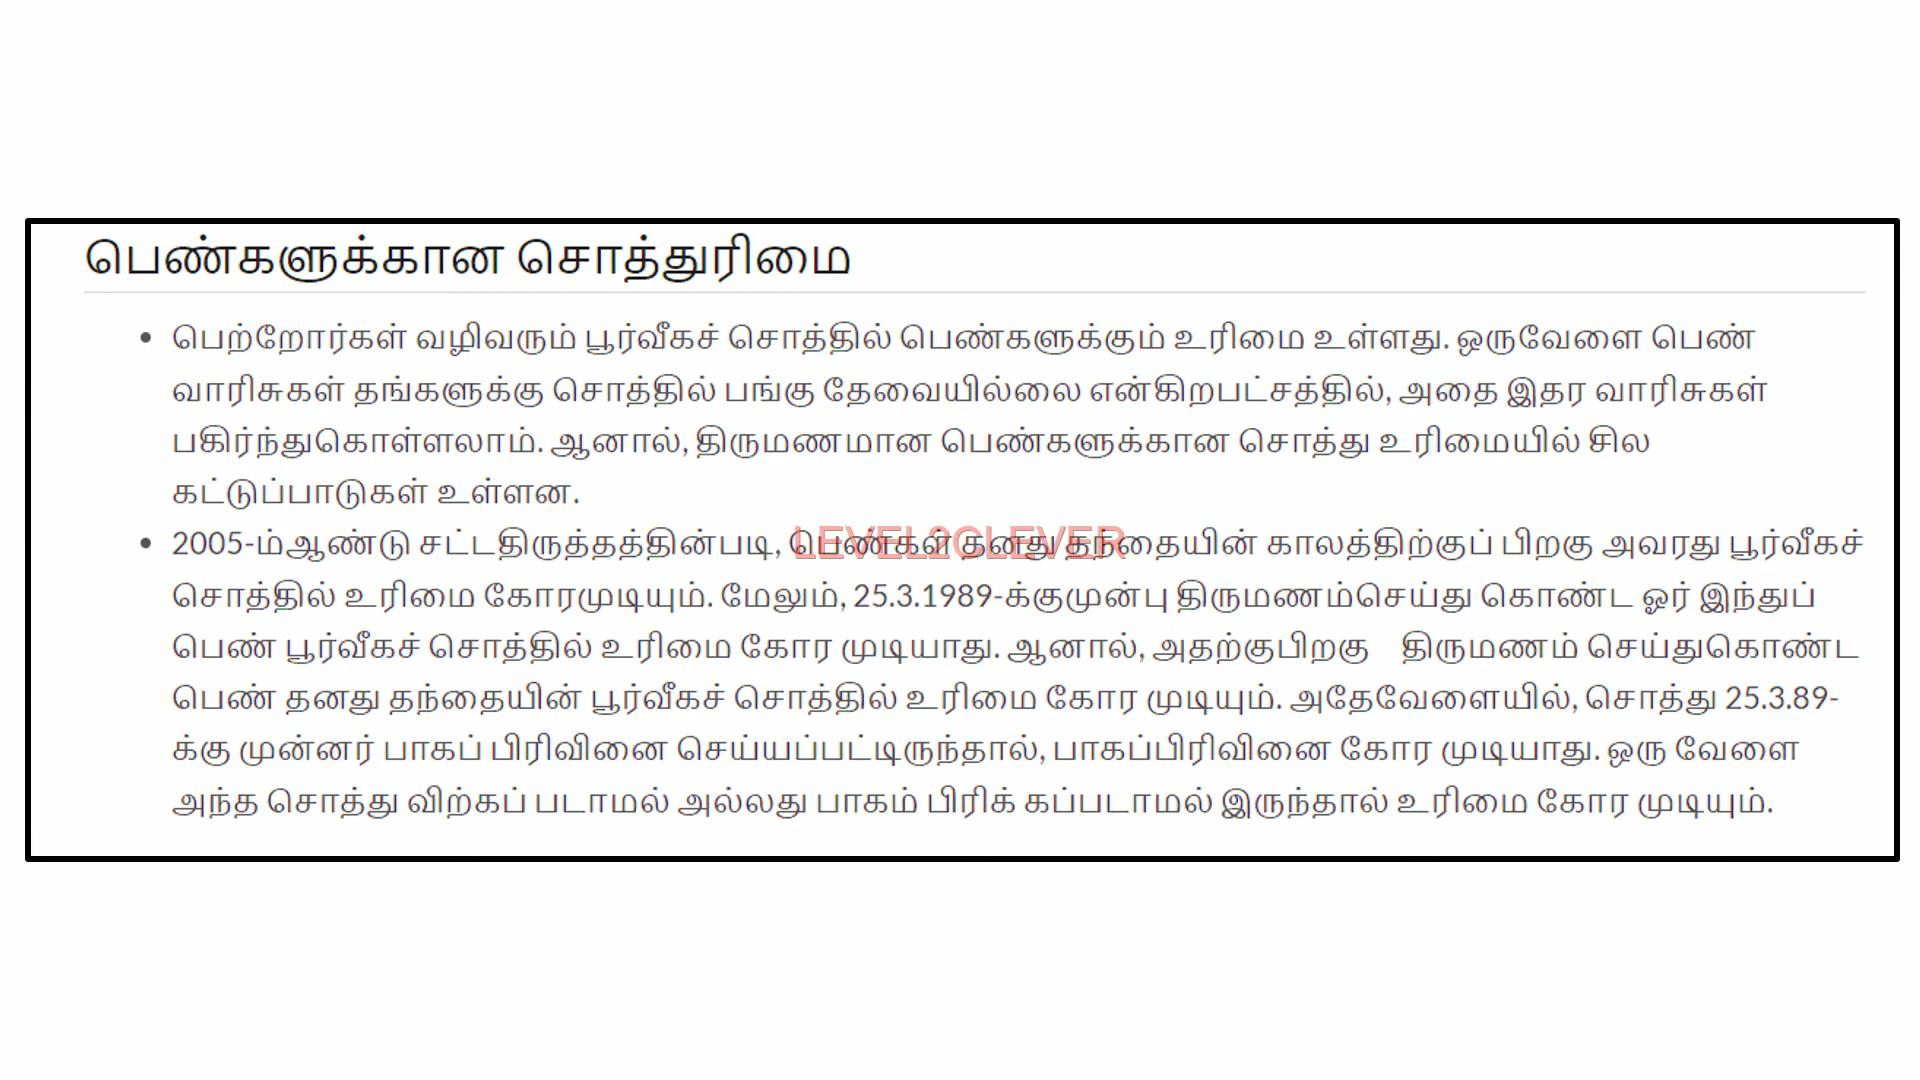 பெண்களுக்கான சொத்துரிமை
• பெற்றோர்கள் வழிவரும் பூர்வீகச் சொத்தில் பெண்களுக்கும் உரிமை உள்ளது. ஒருவேளை பெண்
வாரிசுகள் தங்களுக்கு சொத்தில் பங்கு தேவையில்லை என்கிறபட்சத்தில், அதை இதர வாரிசுகள்
பகிர்ந்துகொள்ளலாம். ஆனால், திருமணமான பெண்களுக்கான சொத்து உரிமையில் சில
கட்டுப்பாடுகள் உள்ளன.
• 2005-ம்ஆண்டு சட்டதிருத்தத்தின்படி, பெண்கள் தனது தந்தையின் காலத்திற்குப் பிறகு அவரது பூர்வீகச்
LEVEL2CLEVER
சொத்தில் உரிமை கோரமுடியும். மேலும், 25.3.1989-க்குமுன்பு திருமணம்செய்து கொண்ட ஓர் இந்துப்
பெண் பூர்வீகச் சொத்தில் உரிமை கோர முடியாது. ஆனால், அதற்குபிறகு திருமணம் செய்துகொண்ட
பெண் தனது தந்தையின் பூர்வீகச் சொத்தில் உரிமை கோர முடியும். அதேவேளையில், சொத்து 25.3.89-
க்கு முன்னர் பாகப் பிரிவினை செய்யப்பட்டிருந்தால், பாகப்பிரிவினை கோர முடியாது. ஒரு வேளை
அந்த சொத்து விற்கப் படாமல் அல்லது பாகம் பிரிக் கப்படாமல் இருந்தால் உரிமை கோர முடியும்.